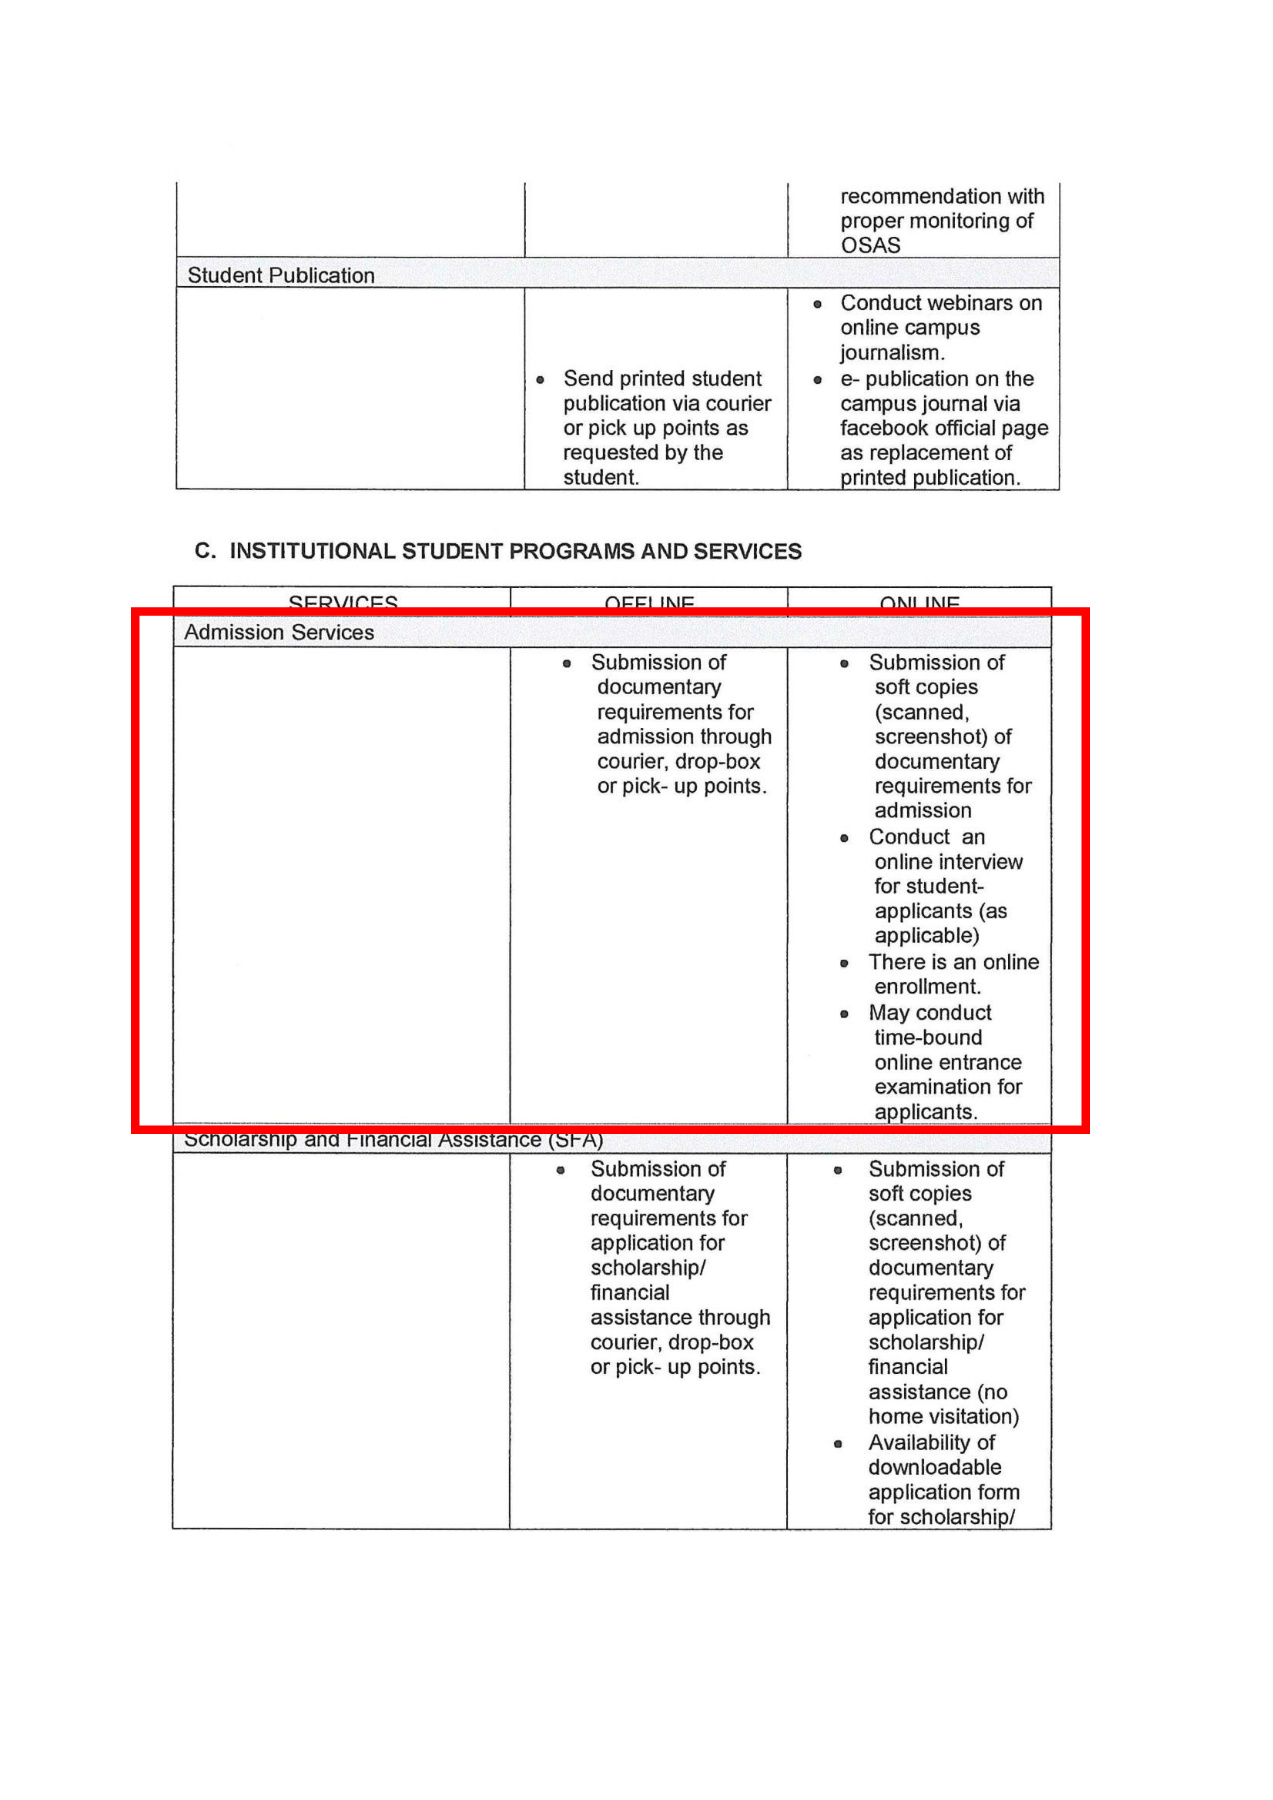 recommendation with
proper monitoring of
OSAS
Student Publication
• Send printed student
publication via courier
or pick up points as
requested by the
student.
• Conduct webinars on
online campus
journalism.
• e- publication on the
campus journal via
facebook official page
as replacement of
printed publication.
C. INSTITUTIONAL STUDENT PROGRAMS AND SERVICES
SERVICES OFFLINE ONLINE
Admission Services
• Submission of
documentary
requirements for
admission through
courier, drop-box
or pick- up points.
• Submission of
soft copies
(scanned,
screenshot) of
documentary
requirements for
admission
• Conduct an
online interview
for student-
applicants (as
applicable)
• There is an online
enrollment.
• May conduct
time-bound
online entrance
examination for
applicants.
Scholarship and Financial Assistance (SFA)
• Submission of
documentary
requirements for
application for
scholarship/
financial
assistance through
courier, drop-box
or pick- up points.
• Submission of
soft copies
(scanned,
screenshot) of
documentary
requirements for
application for
scholarship/
financial
assistance (no
home visitation)
• Availability of
downloadable
application form
for scholarship/